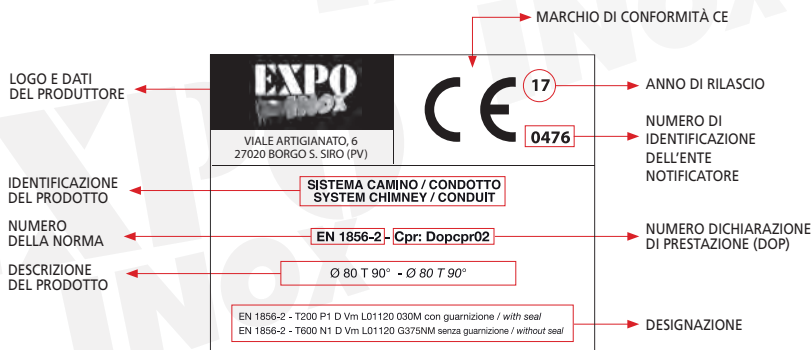 MARCHIO DI CONFORMITÀ CE
LOGO E DATI
DEL PRODUTTORE
EXPO
INOX
CE
17
ANNO DI RILASCIO
0476
NUMERO DI
IDENTIFICAZIONE
DELL'ENTE
NOTIFICATORE
VIALE ARTIGIANATO, 6
27020 BORGO S. SIRO (PV)
IDENTIFICAZIONE
DEL PRODOTTO
SISTEMA CAMINO / CONDOTTO
SYSTEM CHIMNEY / CONDUIT
NUMERO
DELLA NORMA
EN 1856-2 - Cpr: Dopcpr02
NUMERO DICHIARAZIONE
DI PRESTAZIONE (DOP)
DESCRIZIONE
DEL PRODOTTO
Ø 80 T 90° - Ø 80 T 90°
EN 1856-2 - T200 P1 D Vm L01120 030M con guarnizione / with seal
EN 1856-2 - T600 N1 D Vm L01120 G375NM senza guarnizione / without seal
DESIGNAZIONE
EXPO
INOX